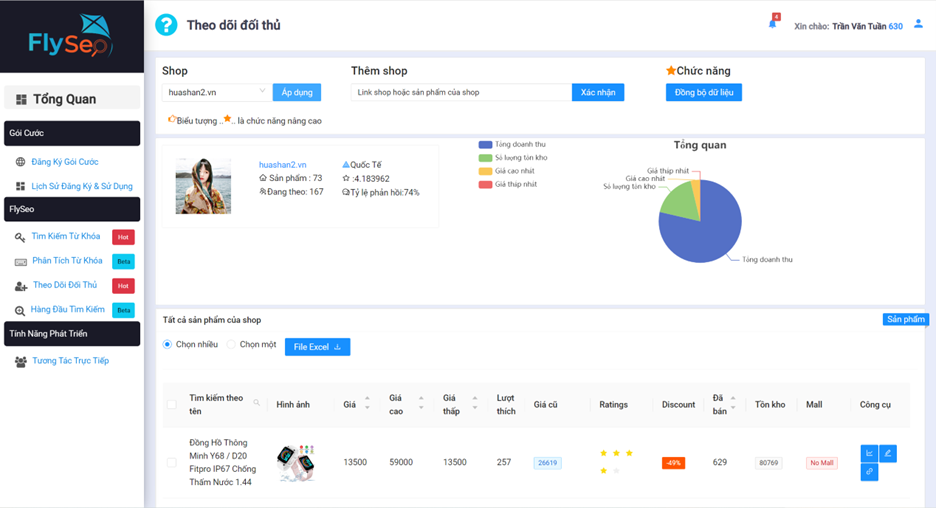 FlySeo
Theo dõi đối thủ
4
Xin chào: Trần Văn Tuần 630
Tổng Quan
Gói Cước
Đăng Ký Gói Cước
Lịch Sử Đăng Ký & Sử Dụng
FlySeo
Tìm Kiếm Từ Khóa Hot
Phân Tích Từ Khóa Beta
Theo Dõi Đối Thủ Hot
Hàng Đầu Tìm Kiếm Beta
Tính Năng Phát Triển
Tương Tác Trực Tiếp
Shop
huashan2.vn Áp dụng
Thêm shop
Link shop hoặc sản phẩm của shop Xác nhận
Chức năng
Đồng bộ dữ liệu
Biểu tượng .. .. là chức năng nâng cao
huashan2.vn
Sản phẩm : 73
Đang theo: 167
Quốc Tế
:4.183962
Tỷ lệ phản hồi:74%
Tổng doanh thu
Số lượng tồn kho
Giá cao nhất
Giá thấp nhất
Tổng quan
Giá thấp nhất
Giá cao nhất
Số lượng tồn kho
Tổng doanh thu
Tất cả sản phẩm của shop
Sản phẩm
Chọn nhiều Chọn một File Excel
Tìm kiếm theo
tên
Hình ảnh
Giá
Giá
cao
Giá
thấp
Lượt
thích
Giá cũ
Ratings
Discount
Đã
bán
Tồn kho
Mall
Công cụ
Đồng Hồ Thông
Minh Y68 / D20
Fitpro IP67 Chống
Thấm Nước 1.44
13500 59000 13500 257 26619 -49% 629 80769 No Mall